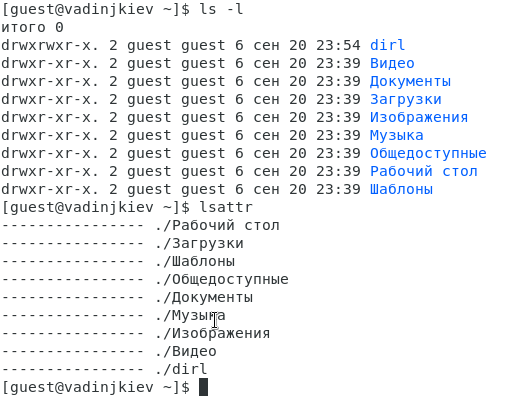 [guest@vadinjkiev ~]$ ls -l
итого 0
drwxrwxr-x. 2 guest guest 6 сен 20 23:54 dirl
drwxr-xr-x. 2 guest guest 6 сен 20 23:39 Видео
drwxr-xr-x. 2 guest guest 6 сен 20 23:39 Документы
drwxr-xr-x. 2 guest guest 6 сен 20 23:39 Загрузки
drwxr-xr-x. 2 guest guest 6 сен 20 23:39 Изображения
drwxr-xr-x. 2 guest guest 6 сен 20 23:39 Музыка
drwxr-xr-x. 2 guest guest 6 сен 20 23:39 Общедоступные
drwxr-xr-x. 2 guest guest 6 сен 20 23:39 Рабочий стол
drwxr-xr-x. 2 guest guest 6 сен 20 23:39 Шаблоны
[guest@vadinjkiev ~]$ lsattr
---------------- ./Рабочий стол
---------------- ./Загрузки
---------------- ./Шаблоны
---------------- ./Общедоступные
---------------- ./Документы
---------------- ./Музыка
---------------- ./Изображения
---------------- ./Видео
---------------- ./dirl
[guest@vadinjkiev ~]$